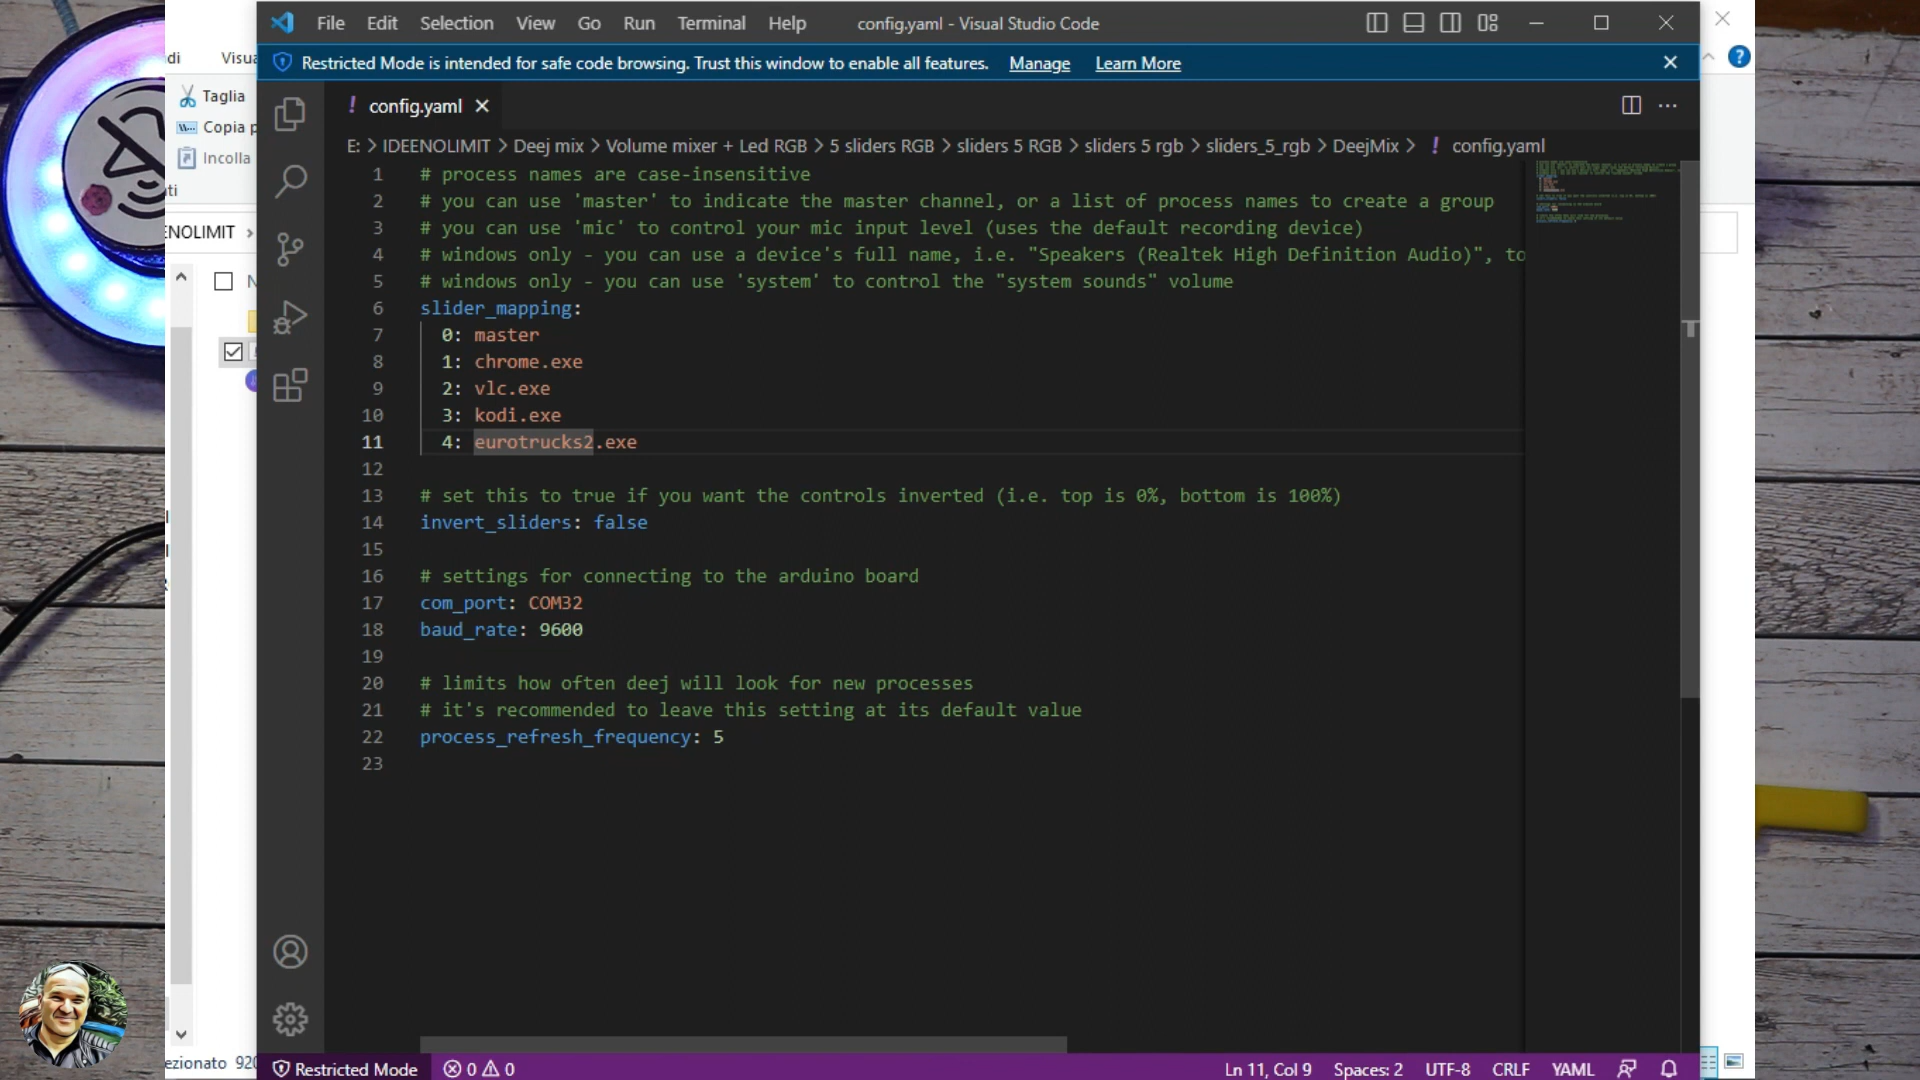 File Edit Selection View Go Run Terminal Help config.yaml - Visual Studio Code
di Visua
Restricted Mode is intended for safe code browsing. Trust this window to enable all features. Manage Learn More
Taglia
Copia p
Incolla
ti
ENOLIMIT
N
config.yaml
E: > IDEENOLIMIT > Deej mix > Volume mixer + Led RGB > 5 sliders RGB > sliders 5 RGB > sliders 5 rgb > sliders_5_rgb > DeejMix > ! config.yaml
1 # process names are case-insensitive
2 # you can use 'master' to indicate the master channel, or a list of process names to create a group
3 # you can use 'mic' to control your mic input level (uses the default recording device)
4 # windows only - you can use a device's full name, i.e. "Speakers (Realtek High Definition Audio)", to
5 # windows only - you can use 'system' to control the "system sounds" volume
6 slider_mapping:
7 0: master
8 1: chrome.exe
9 2: vlc.exe
10 3: kodi.exe
11 4: eurotrucks2.exe
12
13 # set this to true if you want the controls inverted (i.e. top is 0%, bottom is 100%)
14 invert_sliders: false
15
16 # settings for connecting to the arduino board
17 com_port: COM32
18 baud_rate: 9600
19
20 # limits how often deej will look for new processes
21 # it's recommended to leave this setting at its default value
22 process_refresh_frequency: 5
23
ezionato 920
Restricted Mode 0 0 Ln 11, Col 9 Spaces: 2 UTF-8 CRLF YAML